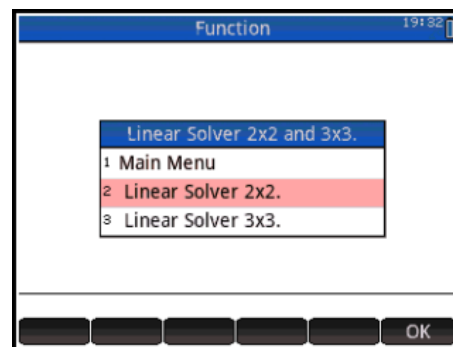 Function 19:32
Linear Solver 2x2 and 3x3.
1 Main Menu
2 Linear Solver 2x2.
3 Linear Solver 3x3.
OK